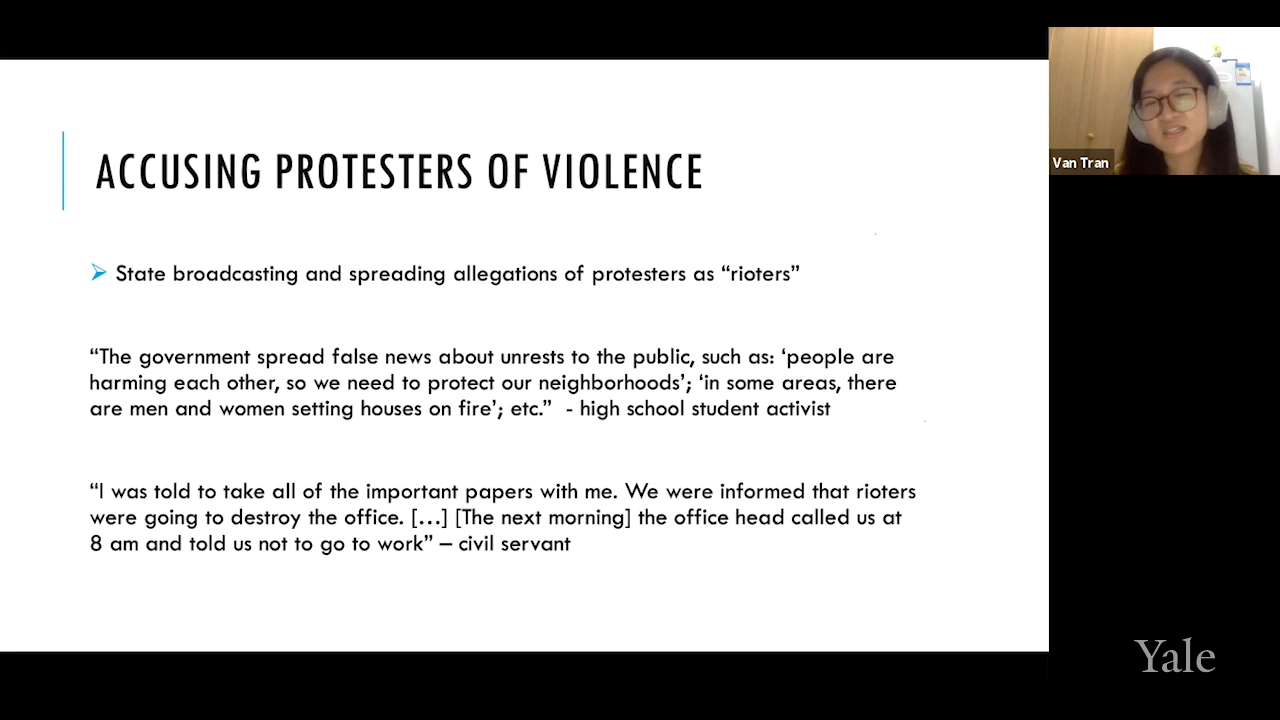 ACCUSING PROTESTERS OF VIOLENCE
State broadcasting and spreading allegations of protesters as “rioters”
“The government spread false news about unrests to the public, such as: ‘people are
harming each other, so we need to protect our neighborhoods’; ‘in some areas, there
are men and women setting houses on fire’; etc.”  - high school student activist
“I was told to take all of the important papers with me. We were informed that rioters
were going to destroy the office. […] [The next morning] the office head called us at
8 am and told us not to go to work” – civil servant
Van Tran
Yale